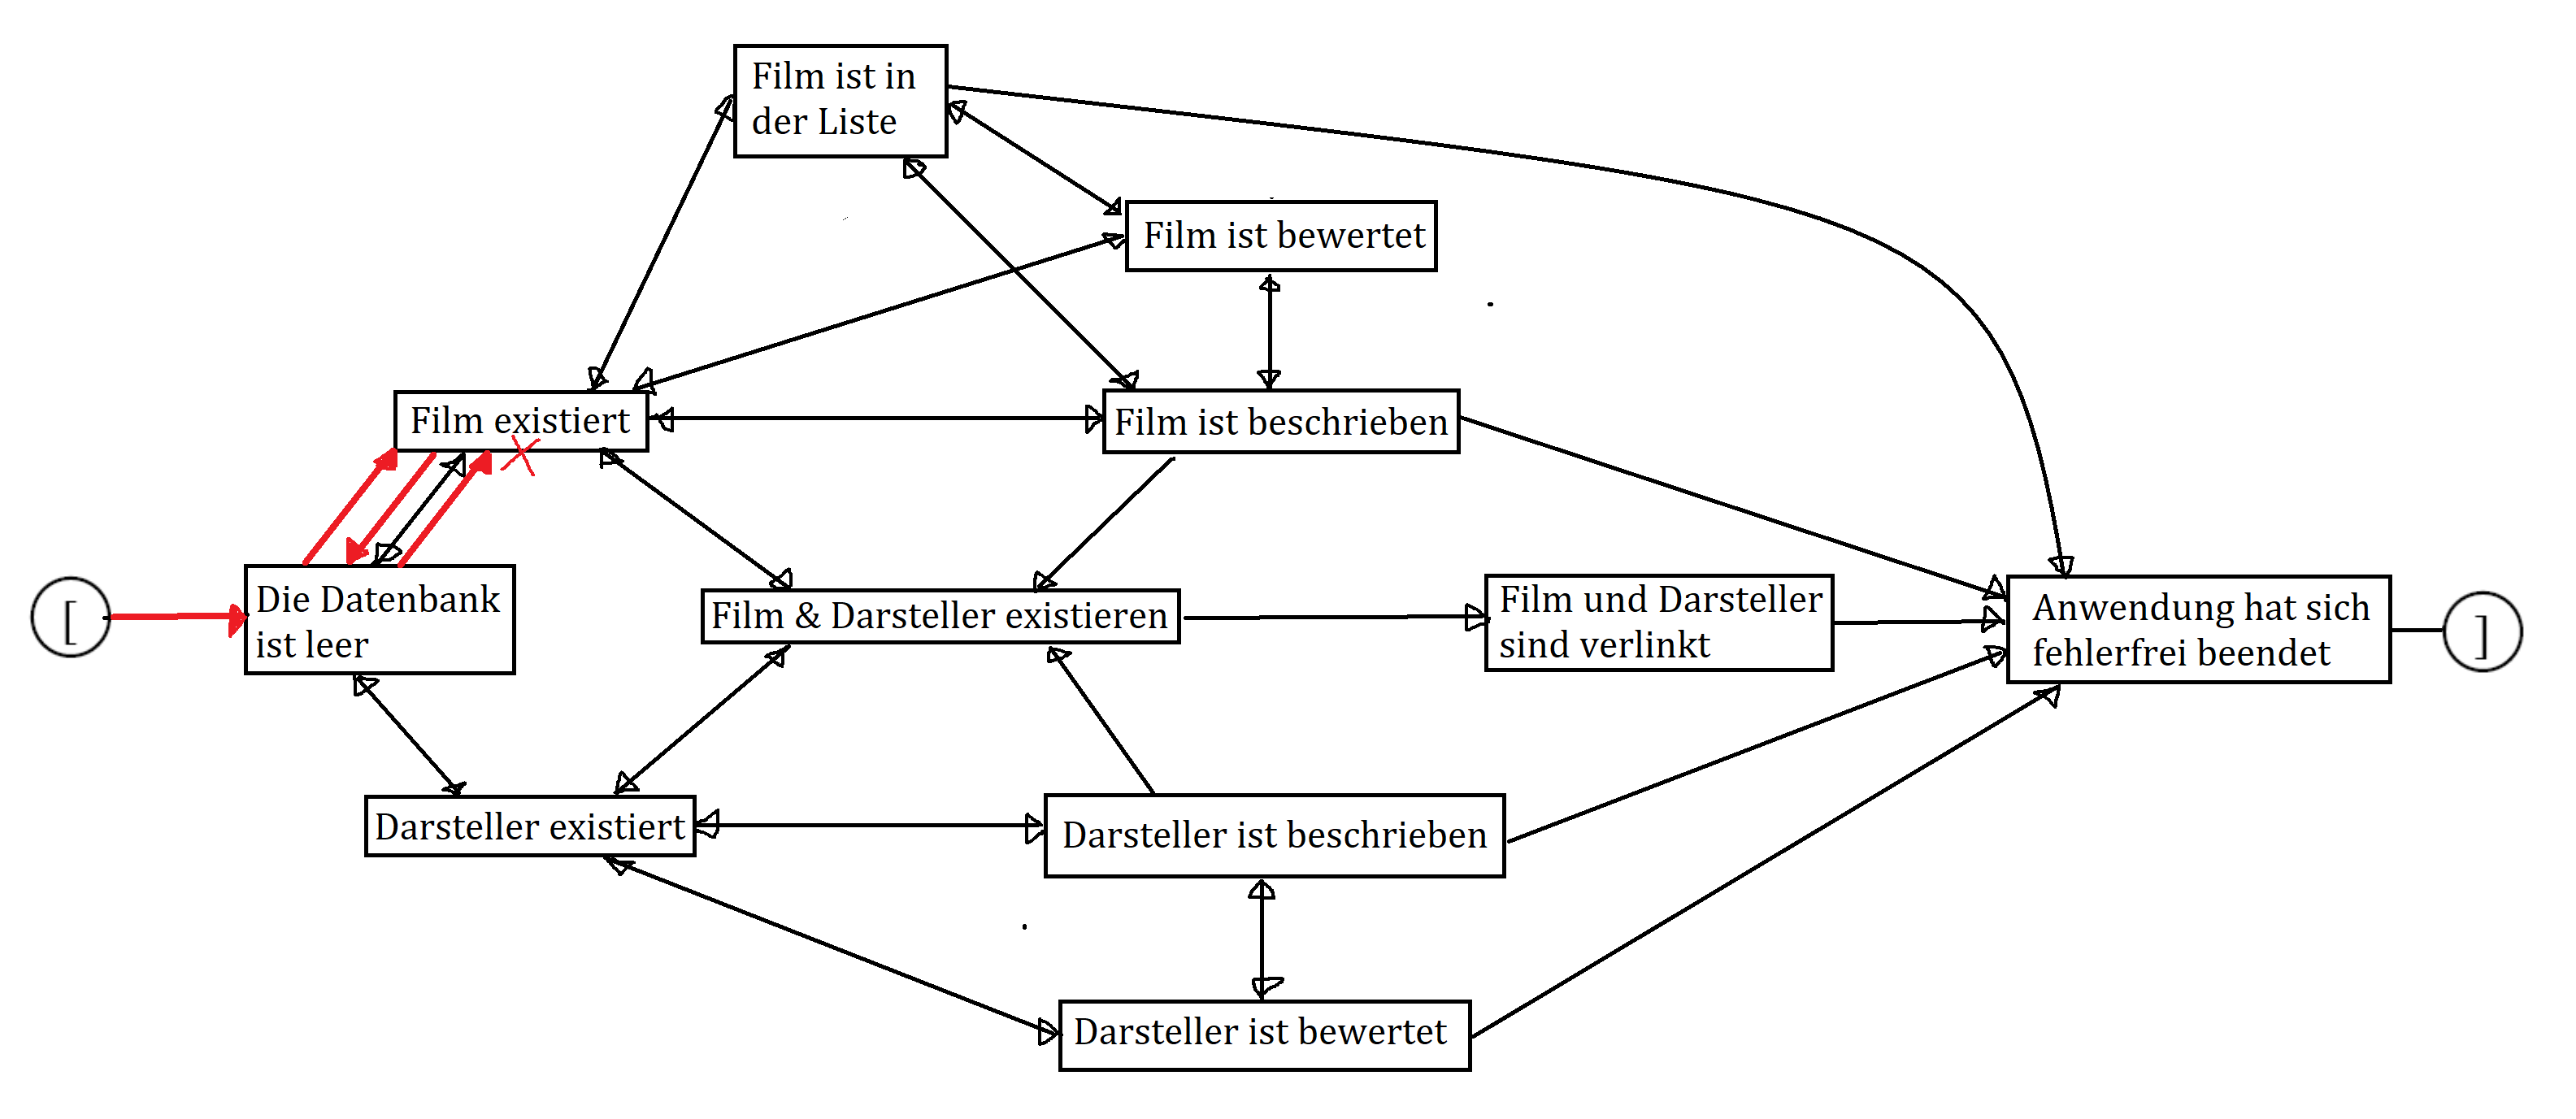 Film ist in
der Liste
Film ist bewertet
Film existiert
Film ist beschrieben
[
Die Datenbank
ist leer
Film & Darsteller existieren
Film und Darsteller
sind verlinkt
Anwendung hat sich
fehlerfrei beendet
]
Darsteller existiert
Darsteller ist beschrieben
Darsteller ist bewertet